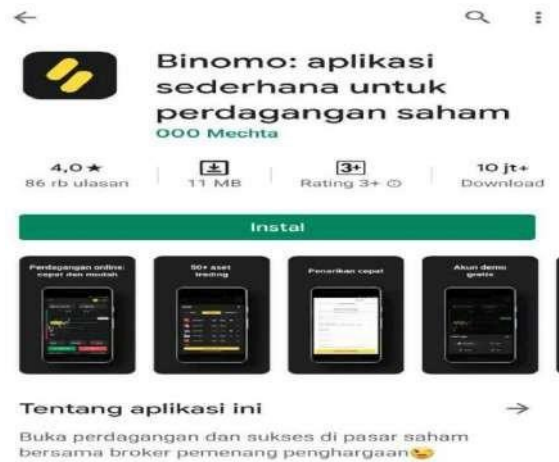 Binomo: aplikasi
sederhana untuk
perdagangan saham
OOO Mechta
4,0★
86 rb ulasan
11 MB
3+
Rating 3+
10 jt+
Download
Instal
Perdagangan online:
cepat dan mudah
50+ aset
trading
Penarikan cepat
Akun demo
gratis
Tentang aplikasi ini
Buka perdagangan dan sukses di pasar saham
bersama broker pemenang penghargaan😉